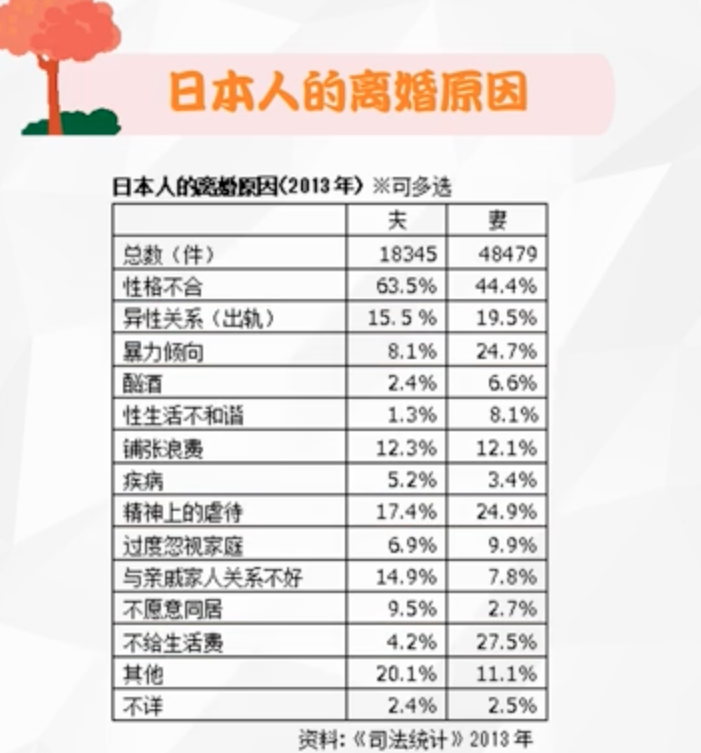 日本人的离婚原因
日本人的离婚原因(2013年) ※可多选
夫 妻
总数（件） 18345 48479
性格不合 63.5% 44.4%
异性关系（出轨） 15.5% 19.5%
暴力倾向 8.1% 24.7%
酗酒 2.4% 6.6%
性生活不和谐 1.3% 8.1%
铺张浪费 12.3% 12.1%
疾病 5.2% 3.4%
精神上的虐待 17.4% 24.9%
过度忽视家庭 6.9% 9.9%
与亲戚家人关系不好 14.9% 7.8%
不愿意同居 9.5% 2.7%
不给生活费 4.2% 27.5%
其他 20.1% 11.1%
不详 2.4% 2.5%
资料:《司法统计》2013年